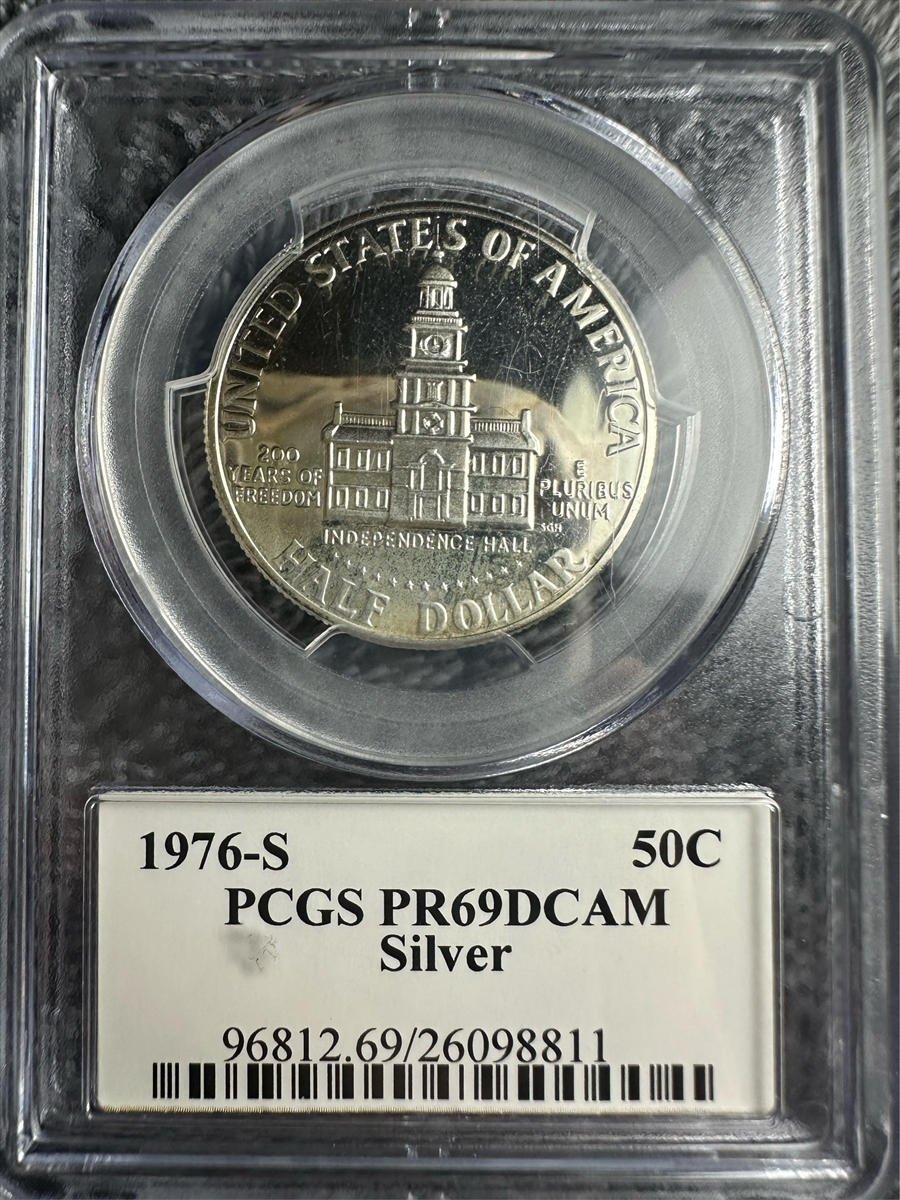 UNITED STATES OF AMERICA
200
YEARS OF
FREEDOM
E
PLURIBUS
UNUM
SGH
INDEPENDENCE HALL
HALF DOLLAR
1976-S 50C
PCGS PR69DCAM
Silver
96812.69/26098811